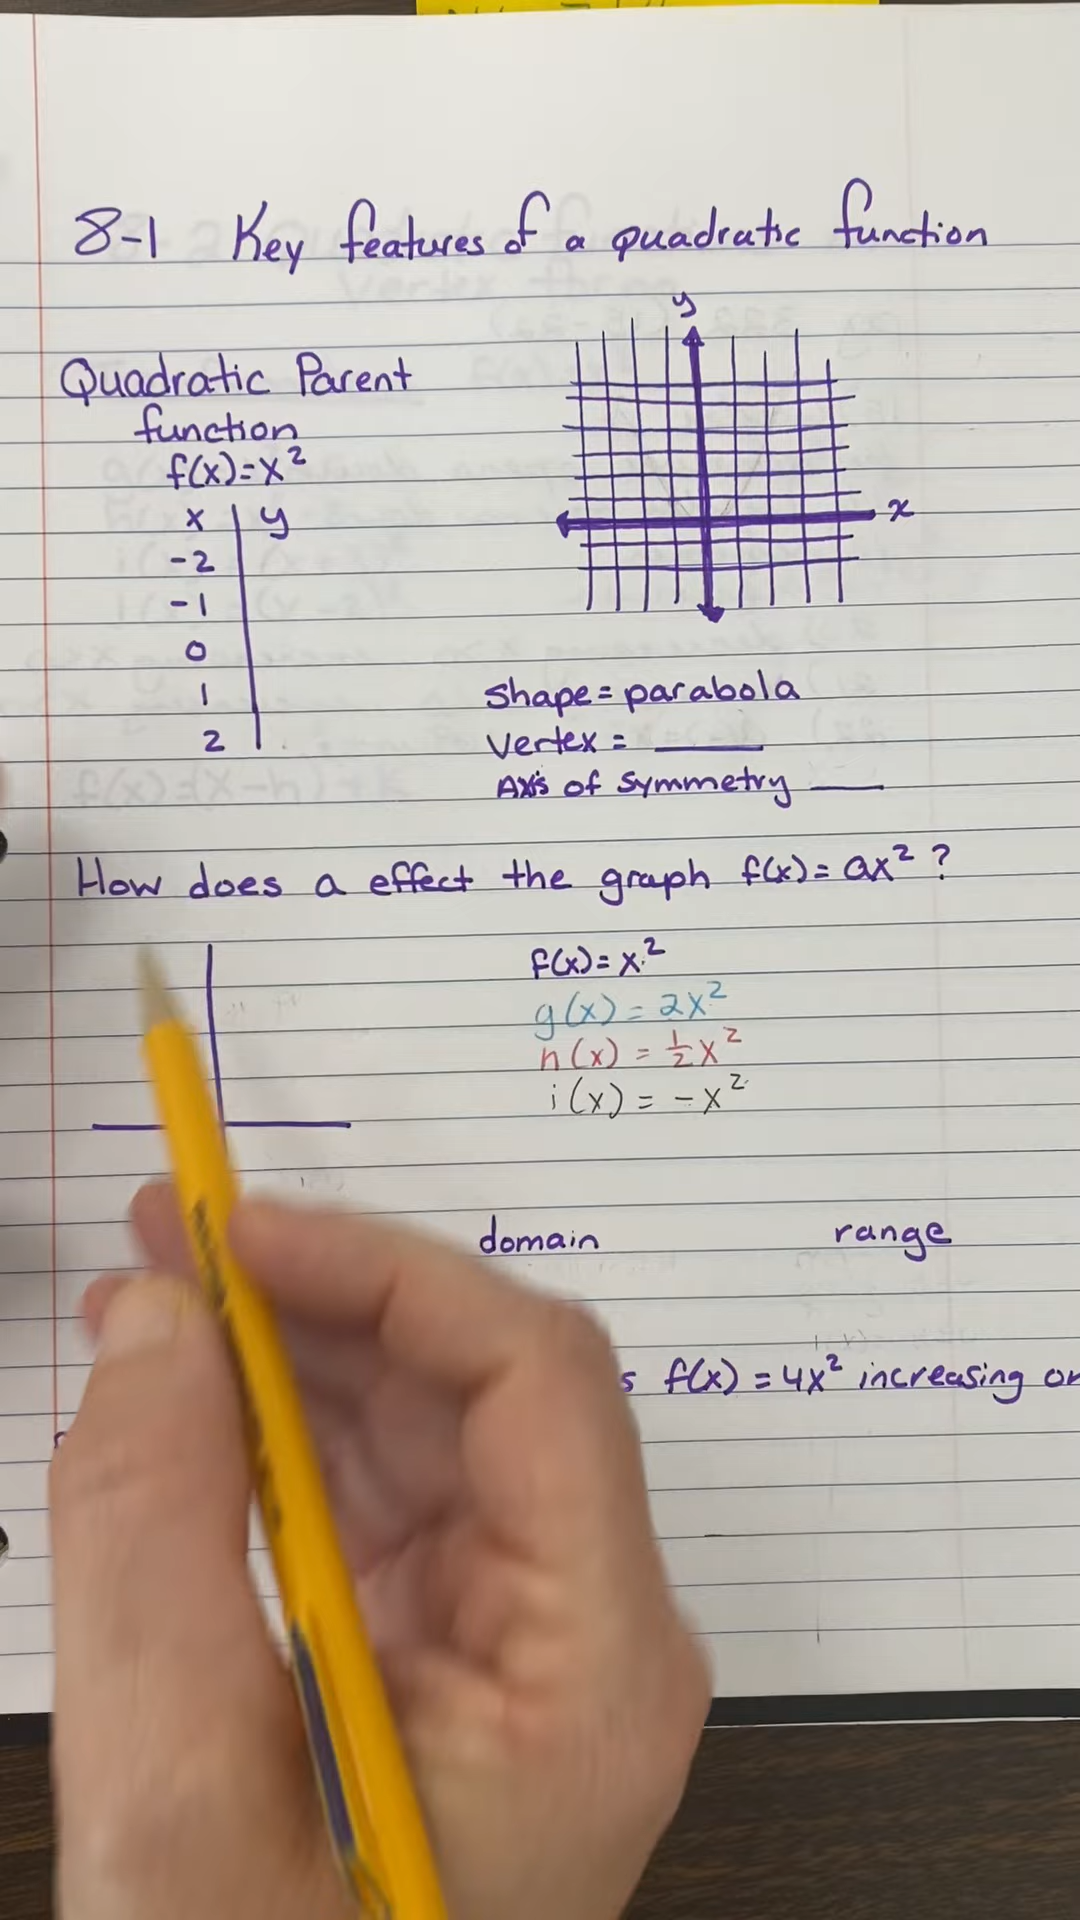 8-1 Key features of a quadratic function
Quadratic Parent
function
f(x)=x²
x y
-2
-1
0
1
2
y
x
shape = parabola
Vertex = ____
Axis of Symmetry ____
How does a effect the graph f(x)= ax²?
f(x)= x²
g(x) = 2x²
h(x) = ½x²
i(x) = -x²
domain range
f(x) = 4x² increasing or